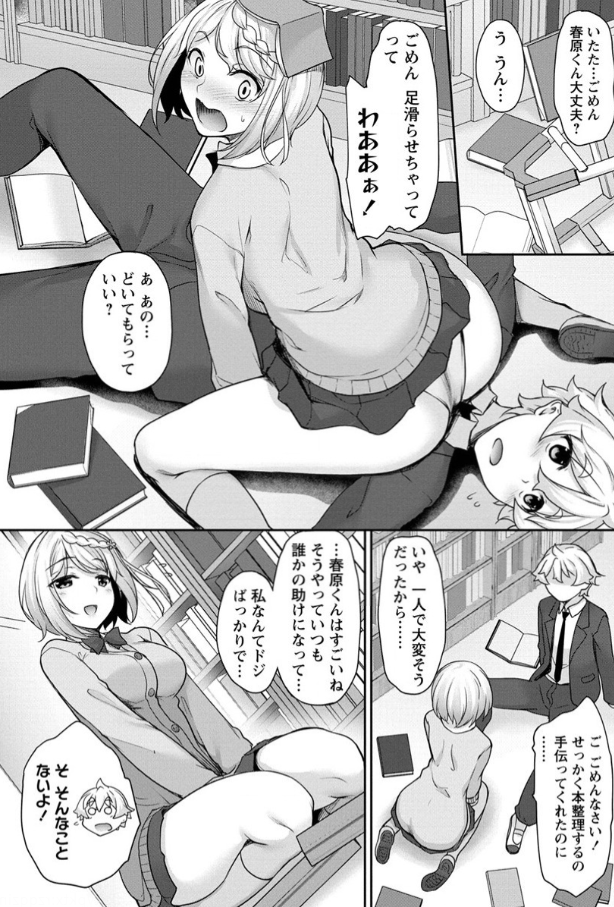 いたた…ごめん
春原くん大丈夫？
う うん…
ごめん 足滑らせちゃって
って
わああぁ！
あ あの…
どいてもらって
いい？
ご ごめんなさい！
せっかく本整理するの
手伝ってくれたのに
……
いや 一人で大変そう
だったから……
…春原くんはすごいね
そうやっていつも
誰かの助けになって…
私なんてドジ
ばっかりで…
そ そんなこと
ないよ！